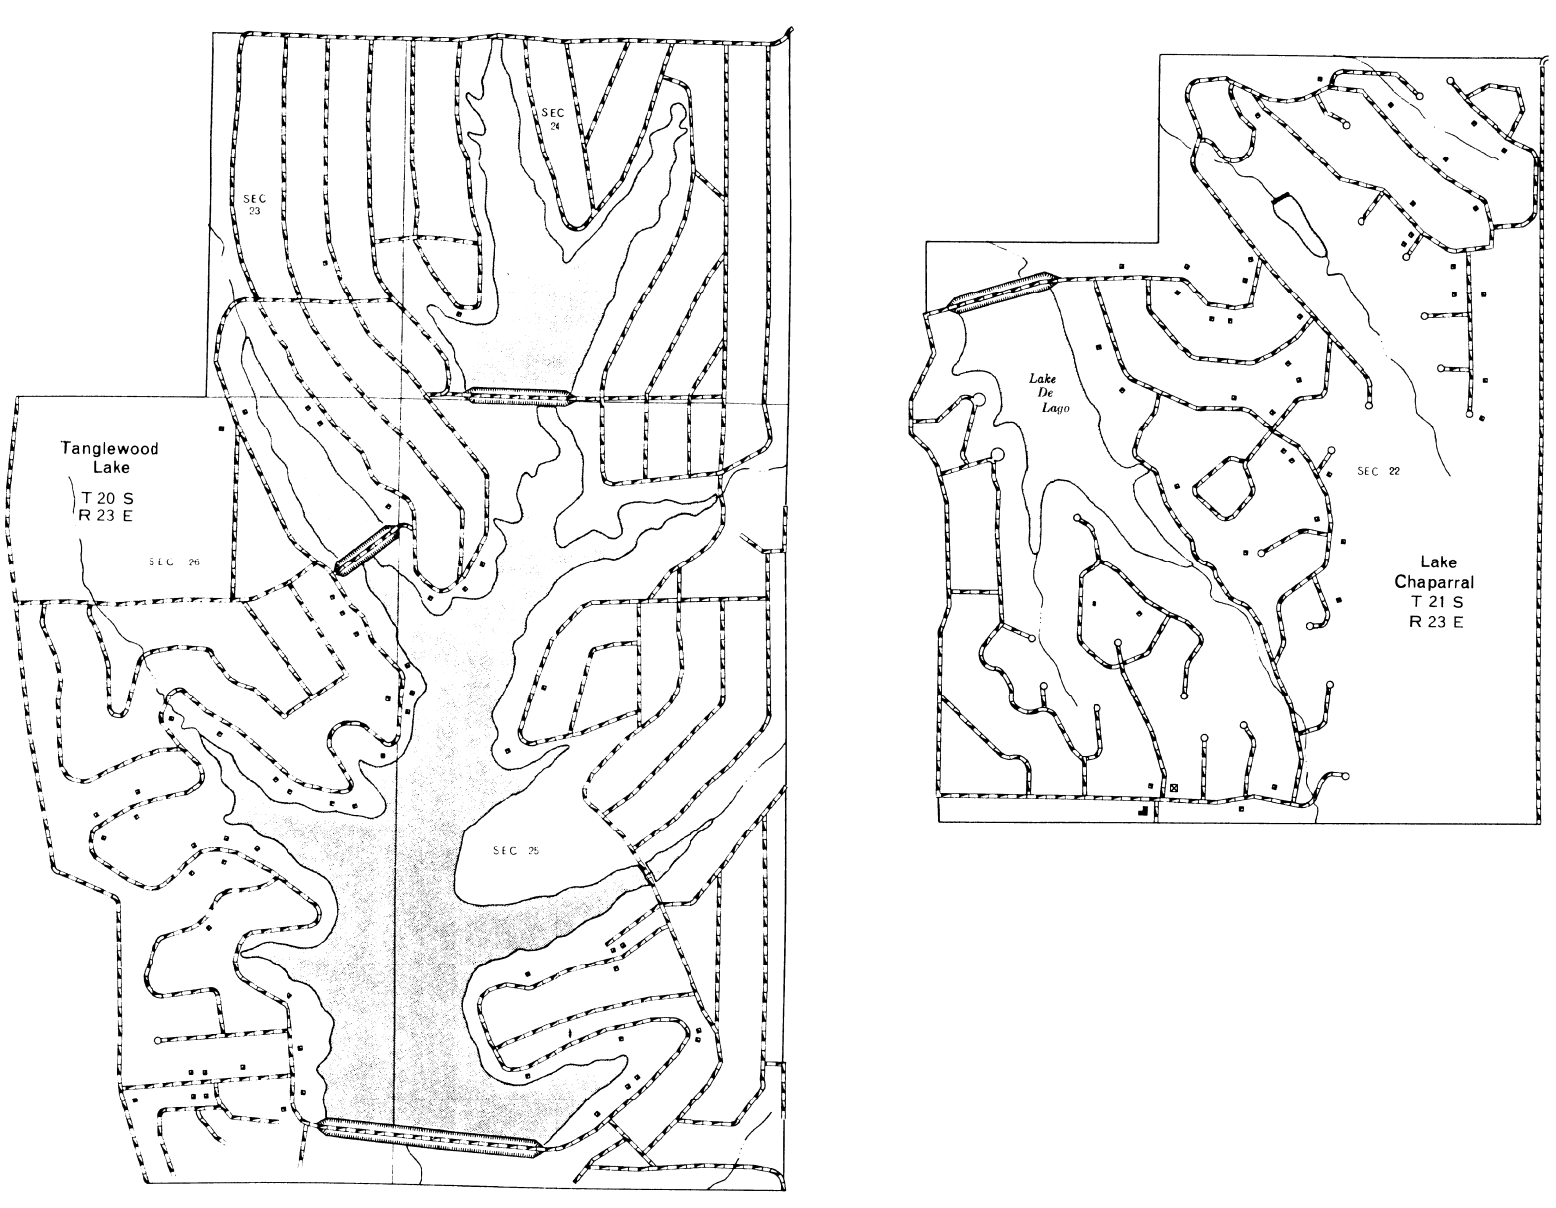 SEC
24
SEC
23
Tanglewood
Lake
T 20 S
R 23 E
SEC 26
SEC 25
Lake
De
Lago
SEC 22
Lake
Chaparral
T 21 S
R 23 E